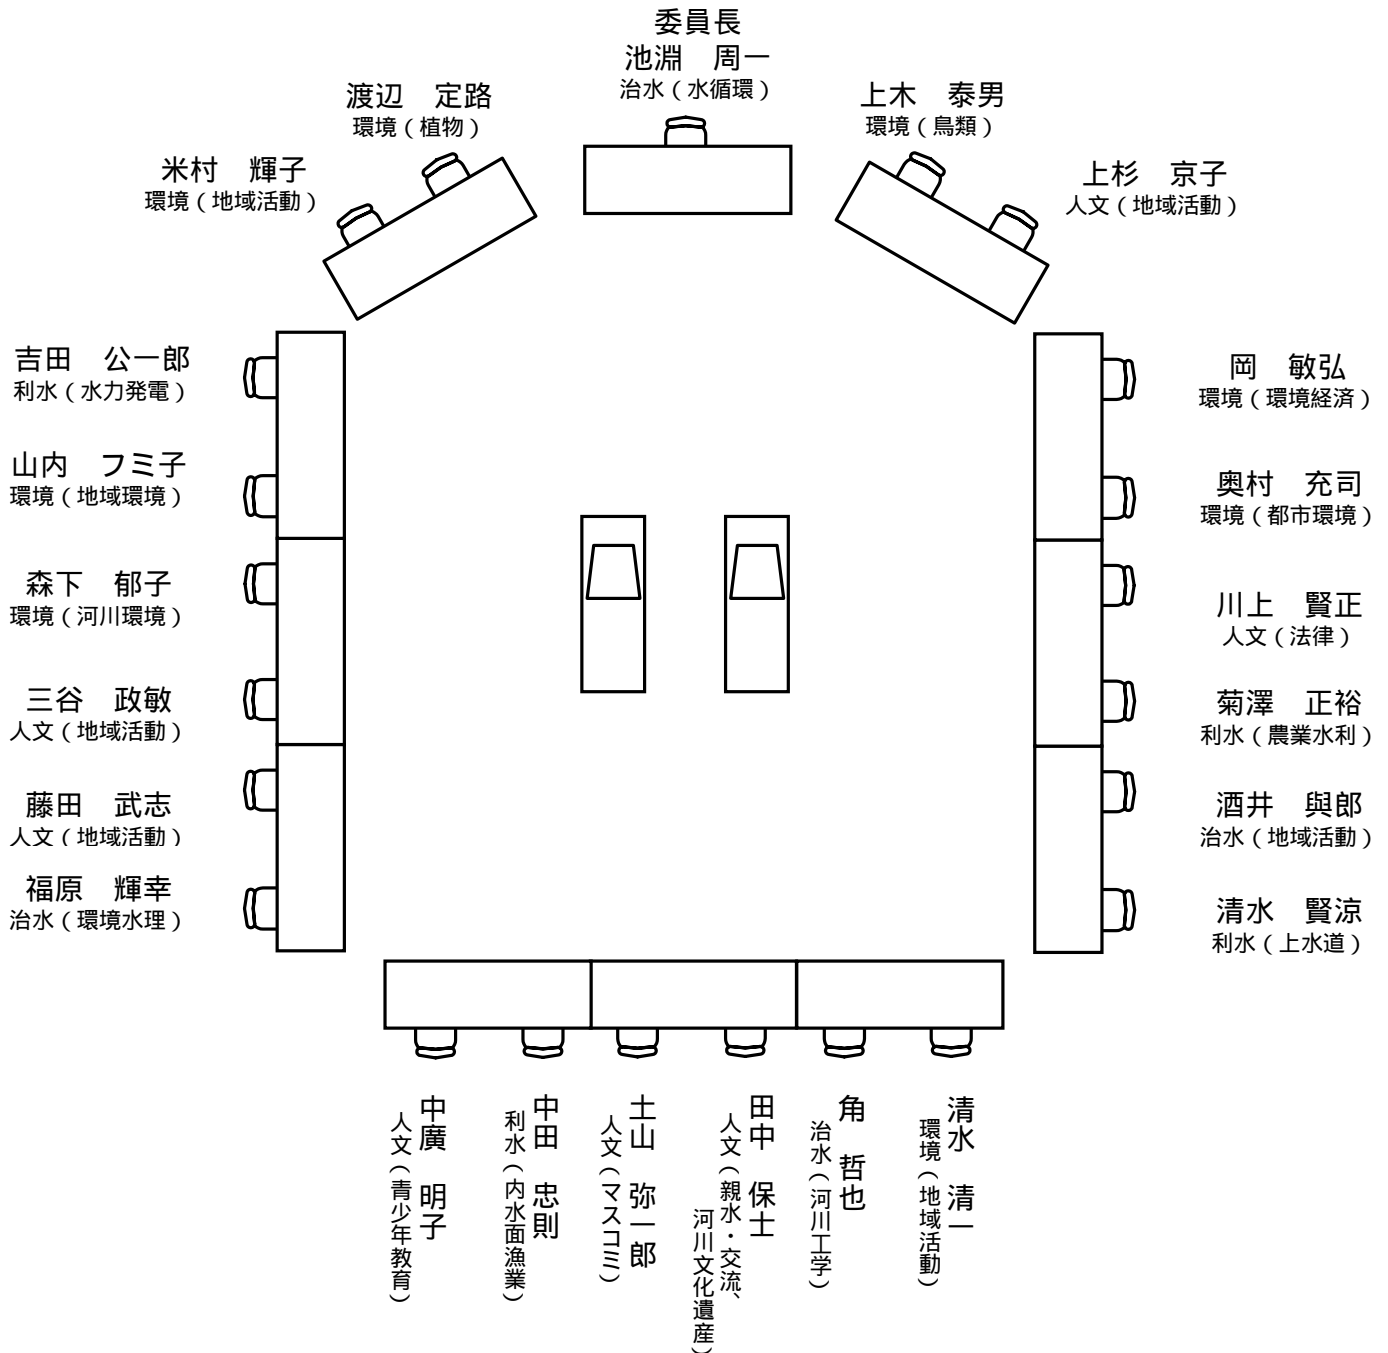 委員長
池淵　周一
治水（水循環）
渡辺　定路
環境（植物）
上木　泰男
環境（鳥類）
米村　輝子
環境（地域活動）
上杉　京子
人文（地域活動）
吉田　公一郎
利水（水力発電）
岡　敏弘
環境（環境経済）
山内　フミ子
環境（地域環境）
奥村　充司
環境（都市環境）
森下　郁子
環境（河川環境）
川上　賢正
人文（法律）
三谷　政敏
人文（地域活動）
菊澤　正裕
利水（農業水利）
藤田　武志
人文（地域活動）
酒井　與郎
治水（地域活動）
福原　輝幸
治水（環境水理）
清水　賢涼
利水（上水道）
中廣　明子
人文（青少年教育）
中田　忠則
利水（内水面漁業）
土山　弥一郎
人文（マスコミ）
田中　保士
人文（親水・交流、
河川文化遺産）
角　哲也
治水（河川工学）
清水　清一
環境（地域活動）